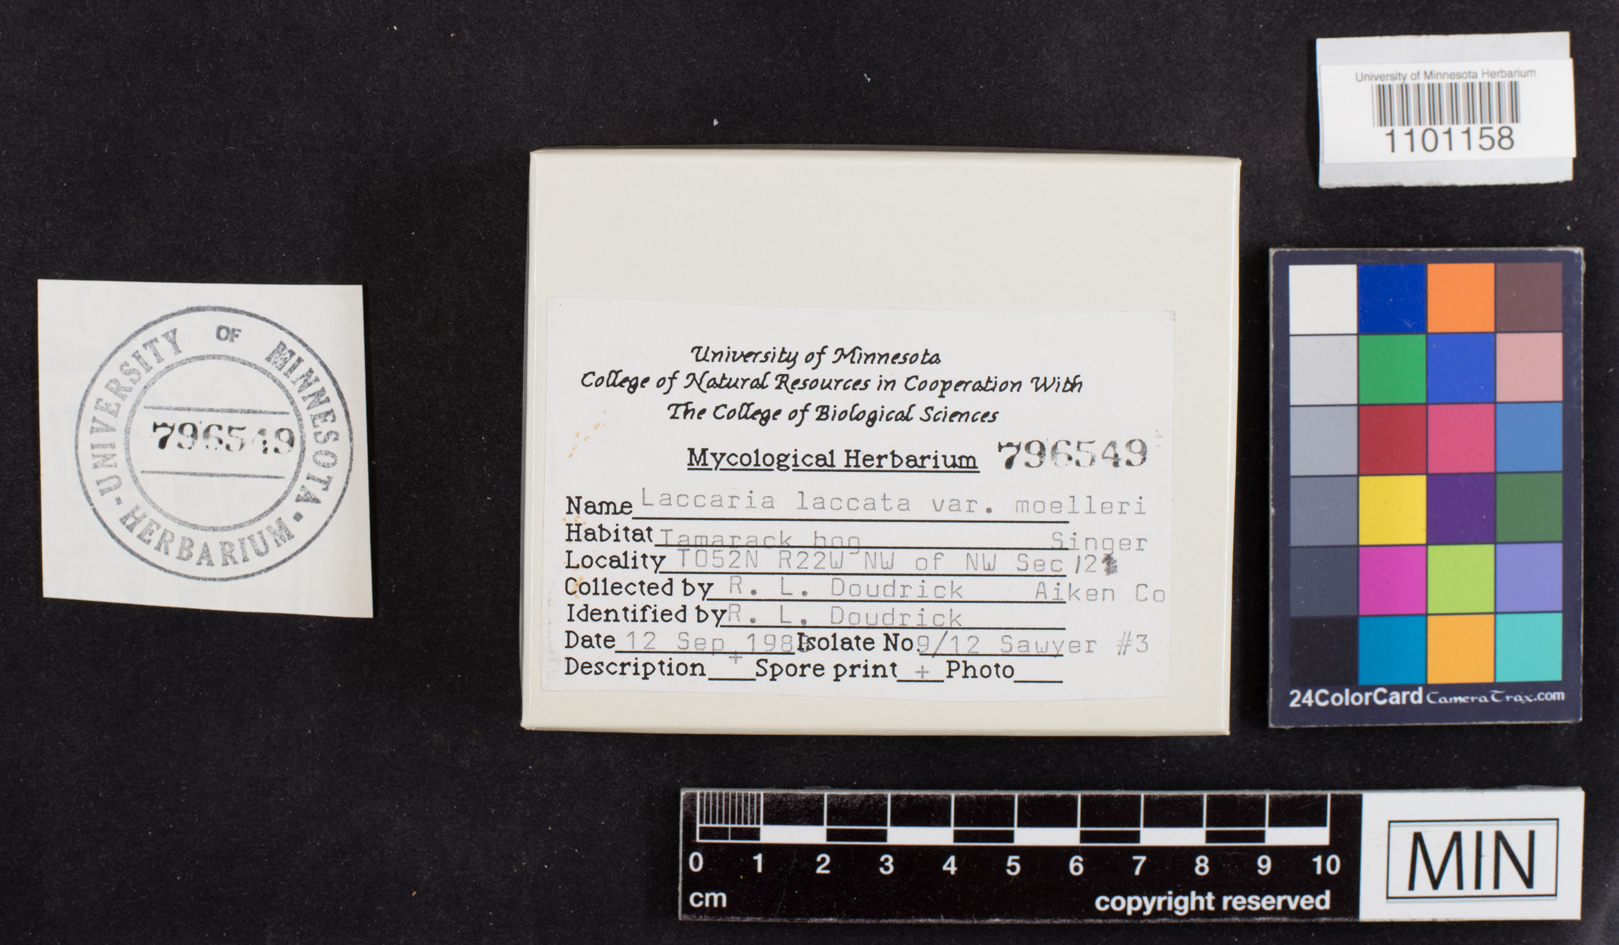 University of Minnesota Herbarium
1101158
UNIVERSITY OF MINNESOTA
HERBARIUM
796549
University of Minnesota
College of Natural Resources in Cooperation With
The College of Biological Sciences
Mycological Herbarium 796549
Name Laccaria laccata var. moelleri
Habitat Tamarack bog Singer
Locality T052N R22W NW of NW Sec 12
Collected by R. L. Doudrick Aiken Co
Identified by R. L. Doudrick
Date 12 Sep Isolate No. 9/12 Sawyer #3
Description + Spore print + Photo
24ColorCard CameraTrax.com
0 1 2 3 4 5 6 7 8 9 10
cm copyright reserved
MIN